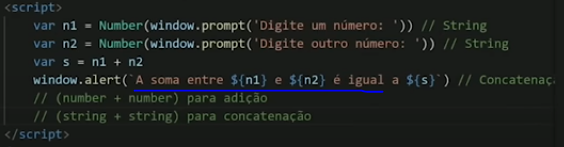 <script>
var n1 = Number(window.prompt('Digite um número: ')) // String
var n2 = Number(window.prompt('Digite outro número: ')) // String
var s = n1 + n2
window.alert(`A soma entre ${n1} e ${n2} é igual a ${s}`) // Concatenaç
// (number + number) para adição
// (string + string) para concatenação
</script>